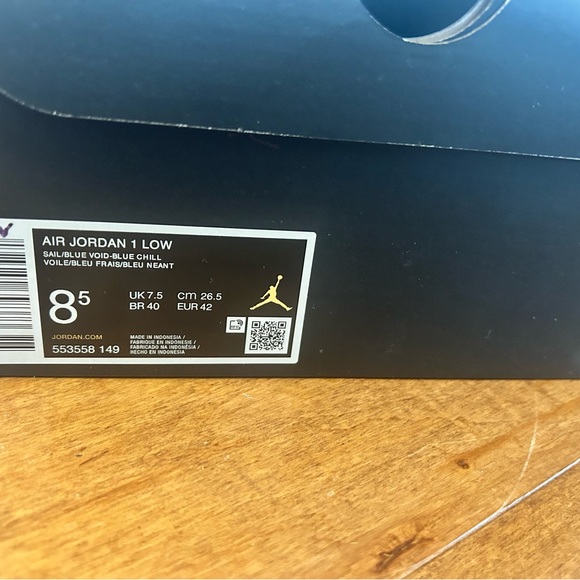 AIR JORDAN 1 LOW
SAIL/BLUE VOID-BLUE CHILL
VOILE/BLEU FRAIS/BLEU NEANT
8⁵
UK 7.5 cm 26.5
BR 40 EUR 42
JORDAN.COM
553558 149
MADE IN INDONESIA /
FABRIQUE EN INDONESIE /
FABRICADO NA INDONÉSIA /
HECHO EN INDONESIA